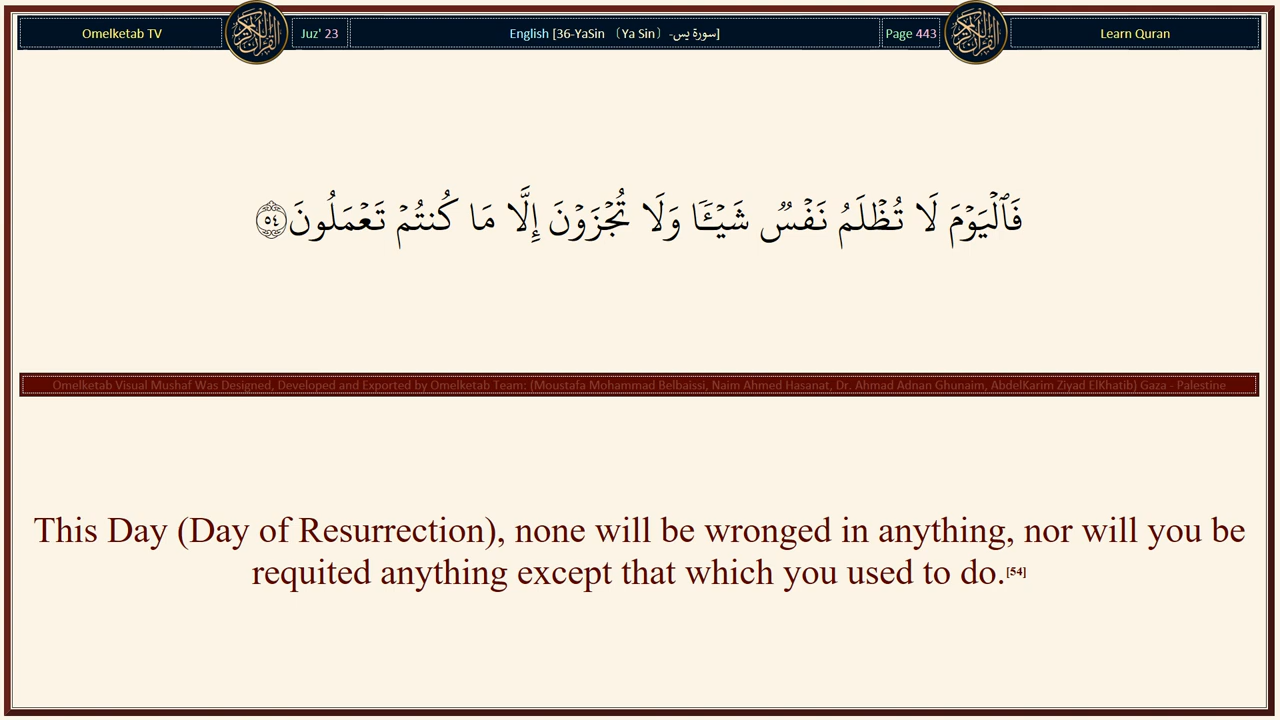 Omelketab TV
Juz' 23
English [36-YaSin （Ya Sin） -سورة يس]
Page 443
Learn Quran
فَٱلۡيَوۡمَ لَا تُظۡلَمُ نَفۡسٞ شَيۡـٔٗا وَلَا تُجۡزَوۡنَ إِلَّا مَا كُنتُمۡ تَعۡمَلُونَ ٥٤
Omelketab Visual Mushaf Was Designed, Developed and Exported by Omelketab Team: (Moustafa Mohammad Belbaissi, Naim Ahmed Hasanat, Dr. Ahmad Adnan Ghunaim, AbdelKarim Ziyad ElKhatib) Gaza - Palestine
This Day (Day of Resurrection), none will be wronged in anything, nor will you be
requited anything except that which you used to do.[54]